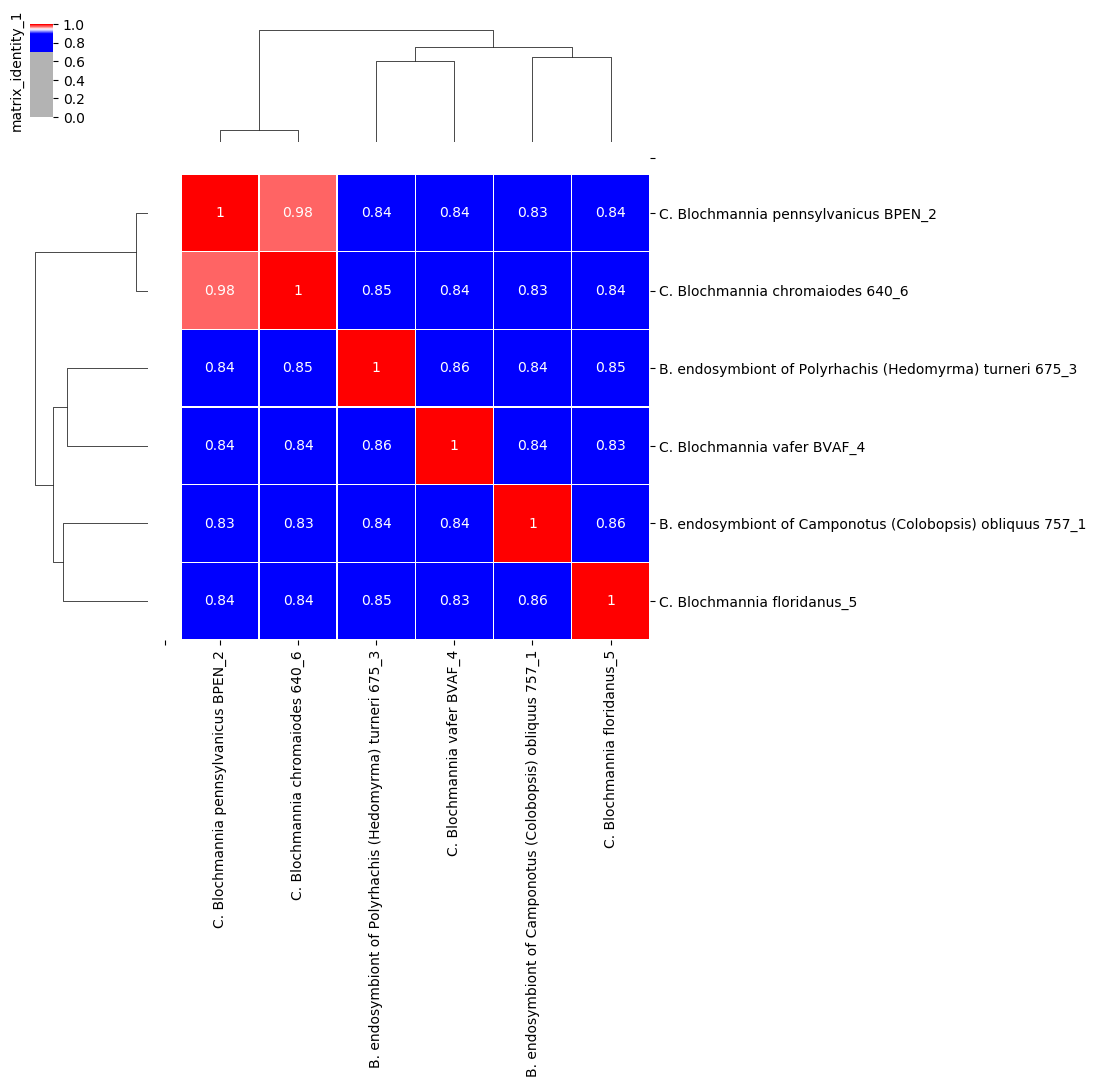 matrix_identity_1
1.0
0.8
0.6
0.4
0.2
0.0
1 0.98 0.84 0.84 0.83 0.84 C. Blochmannia pennsylvanicus BPEN_2
0.98 1 0.85 0.84 0.83 0.84 C. Blochmannia chromaiodes 640_6
0.84 0.85 1 0.86 0.84 0.85 B. endosymbiont of Polyrhachis (Hedomyrma) turneri 675_3
0.84 0.84 0.86 1 0.84 0.83 C. Blochmannia vafer BVAF_4
0.83 0.83 0.84 0.84 1 0.86 B. endosymbiont of Camponotus (Colobopsis) obliquus 757_1
0.84 0.84 0.85 0.83 0.86 1 C. Blochmannia floridanus_5
C. Blochmannia pennsylvanicus BPEN_2
C. Blochmannia chromaiodes 640_6
B. endosymbiont of Polyrhachis (Hedomyrma) turneri 675_3
C. Blochmannia vafer BVAF_4
B. endosymbiont of Camponotus (Colobopsis) obliquus 757_1
C. Blochmannia floridanus_5